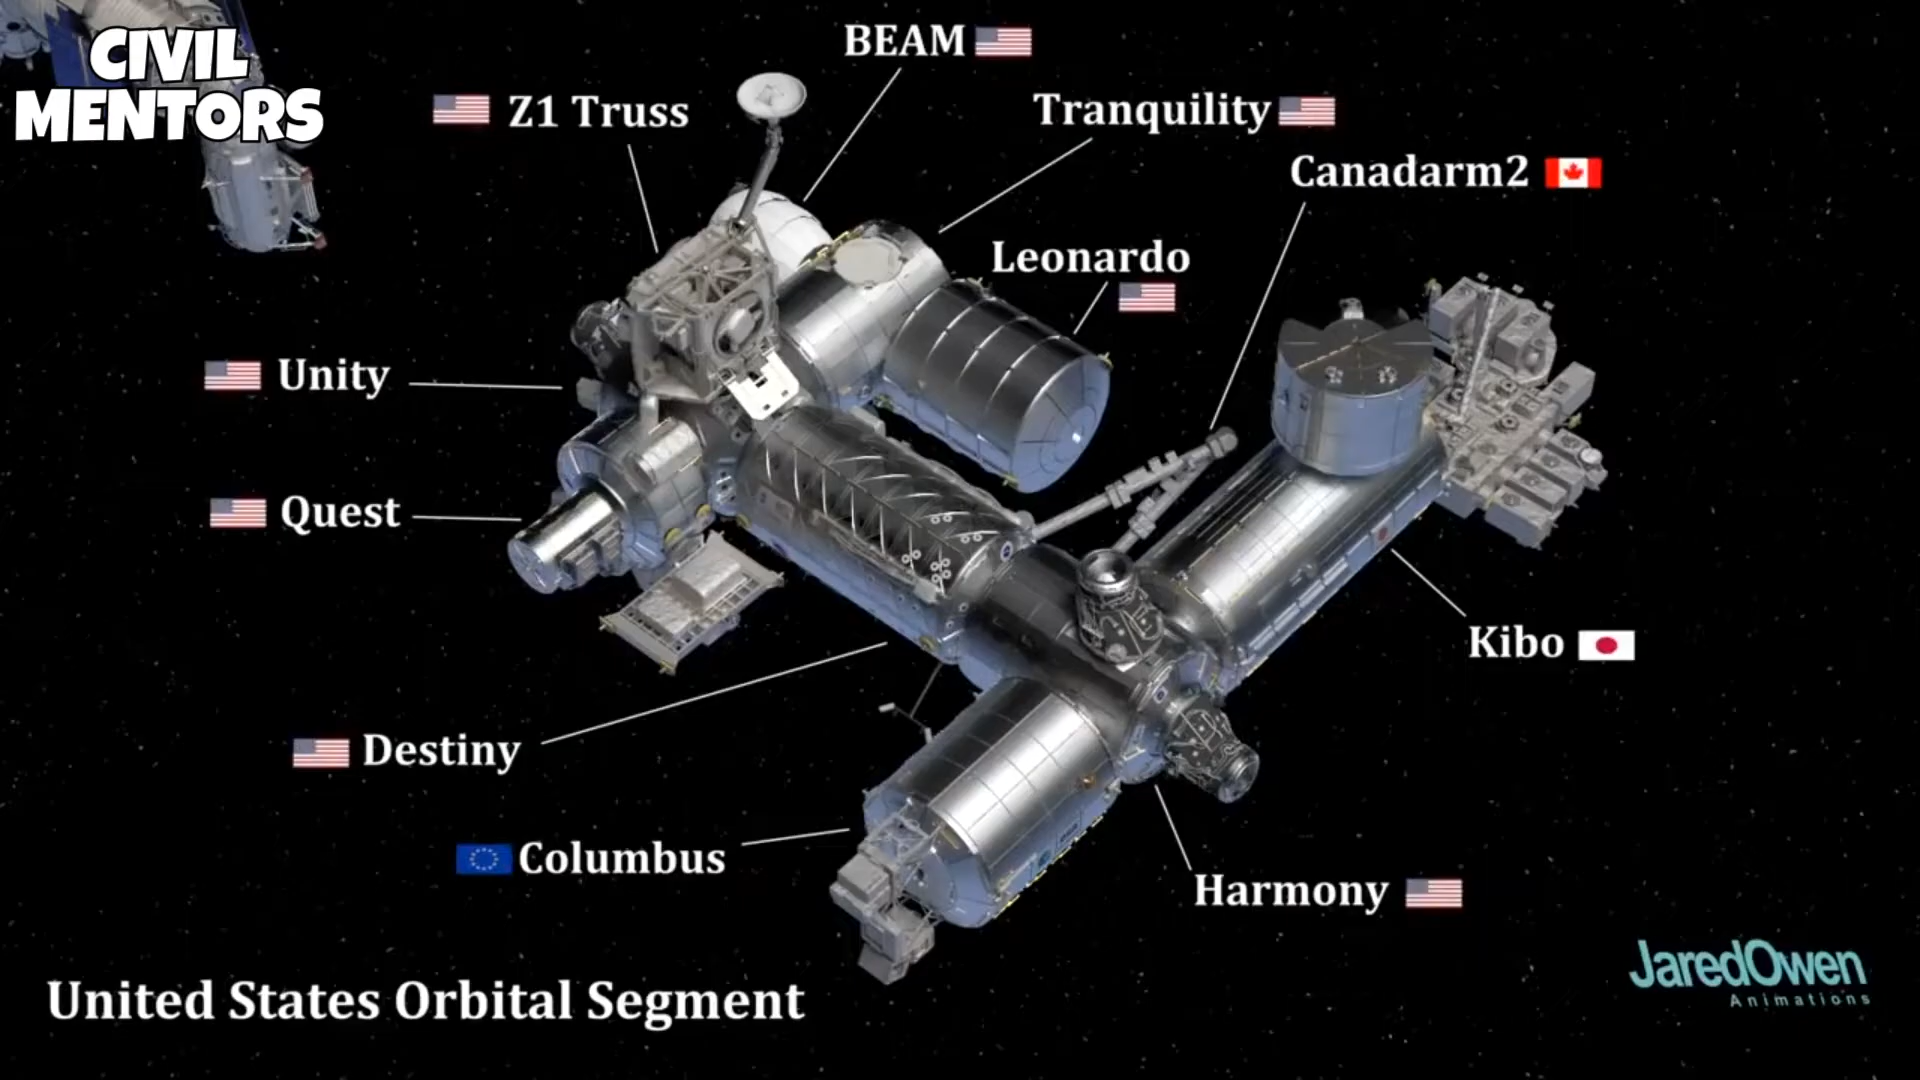 CIVIL
MENTORS
BEAM
Z1 Truss
Tranquility
Canadarm2
Leonardo
Unity
Quest
Kibo
Destiny
Columbus
Harmony
United States Orbital Segment
JaredOwen
Animations